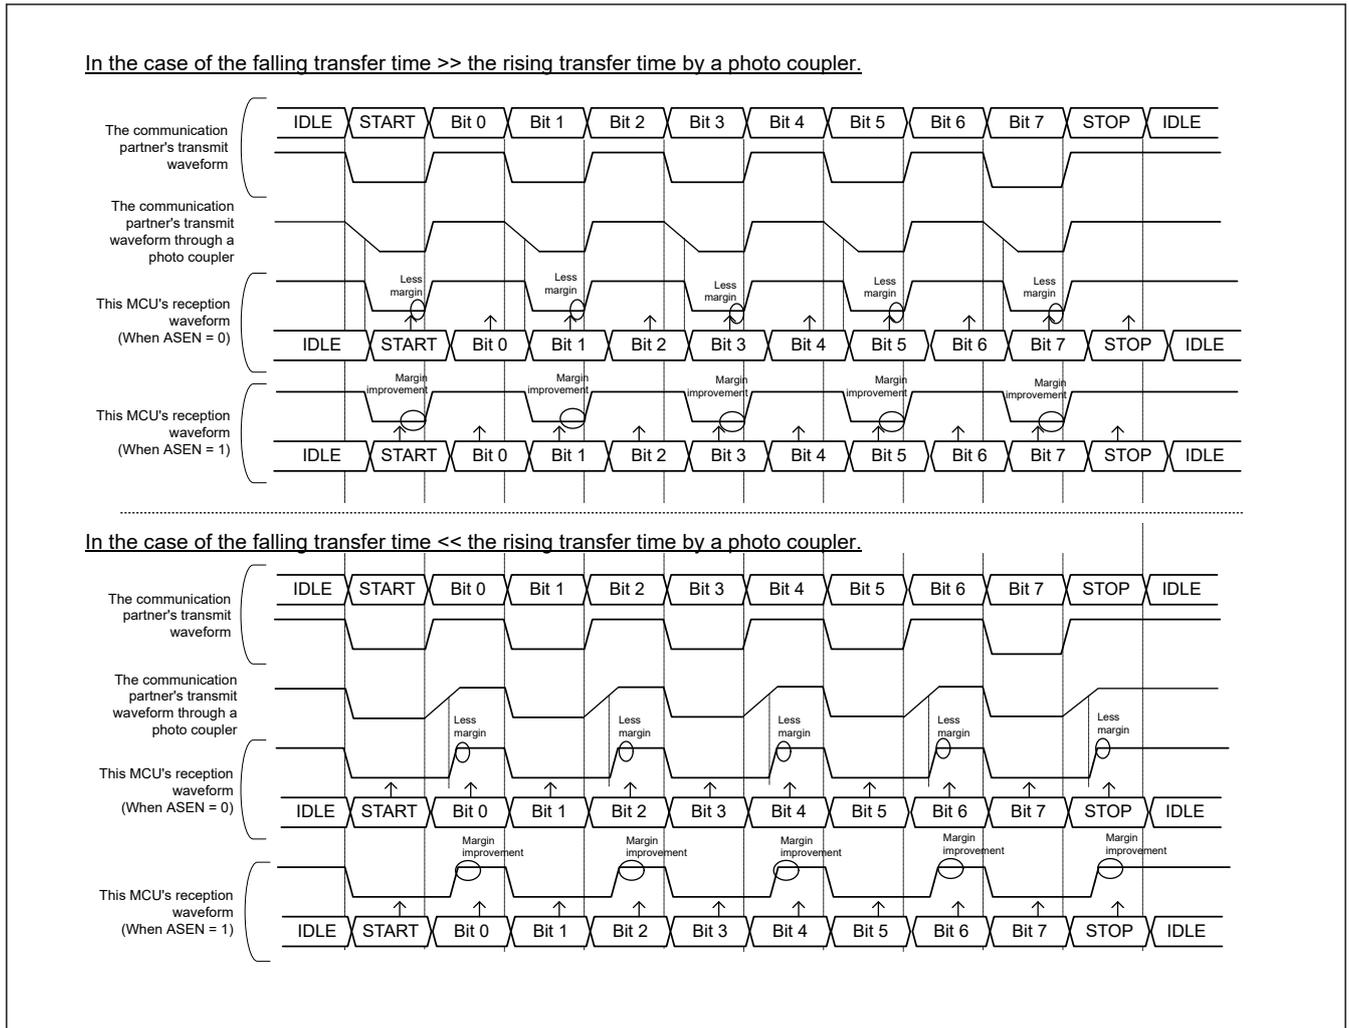 In the case of the falling transfer time >> the rising transfer time by a photo coupler.
The communication
partner's transmit
waveform
IDLE START Bit 0 Bit 1 Bit 2 Bit 3 Bit 4 Bit 5 Bit 6 Bit 7 STOP IDLE
The communication
partner's transmit
waveform through a
photo coupler
This MCU's reception
waveform
(When ASEN = 0)
Less
margin
Less
margin
Less
margin
Less
margin
Less
margin
IDLE START Bit 0 Bit 1 Bit 2 Bit 3 Bit 4 Bit 5 Bit 6 Bit 7 STOP IDLE
This MCU's reception
waveform
(When ASEN = 1)
Margin
improvement
Margin
improvement
Margin
improvement
Margin
improvement
Margin
improvement
IDLE START Bit 0 Bit 1 Bit 2 Bit 3 Bit 4 Bit 5 Bit 6 Bit 7 STOP IDLE
In the case of the falling transfer time << the rising transfer time by a photo coupler.
The communication
partner's transmit
waveform
IDLE START Bit 0 Bit 1 Bit 2 Bit 3 Bit 4 Bit 5 Bit 6 Bit 7 STOP IDLE
The communication
partner's transmit
waveform through a
photo coupler
This MCU's reception
waveform
(When ASEN = 0)
Less
margin
Less
margin
Less
margin
Less
margin
Less
margin
IDLE START Bit 0 Bit 1 Bit 2 Bit 3 Bit 4 Bit 5 Bit 6 Bit 7 STOP IDLE
This MCU's reception
waveform
(When ASEN = 1)
Margin
improvement
Margin
improvement
Margin
improvement
Margin
improvement
Margin
improvement
IDLE START Bit 0 Bit 1 Bit 2 Bit 3 Bit 4 Bit 5 Bit 6 Bit 7 STOP IDLE